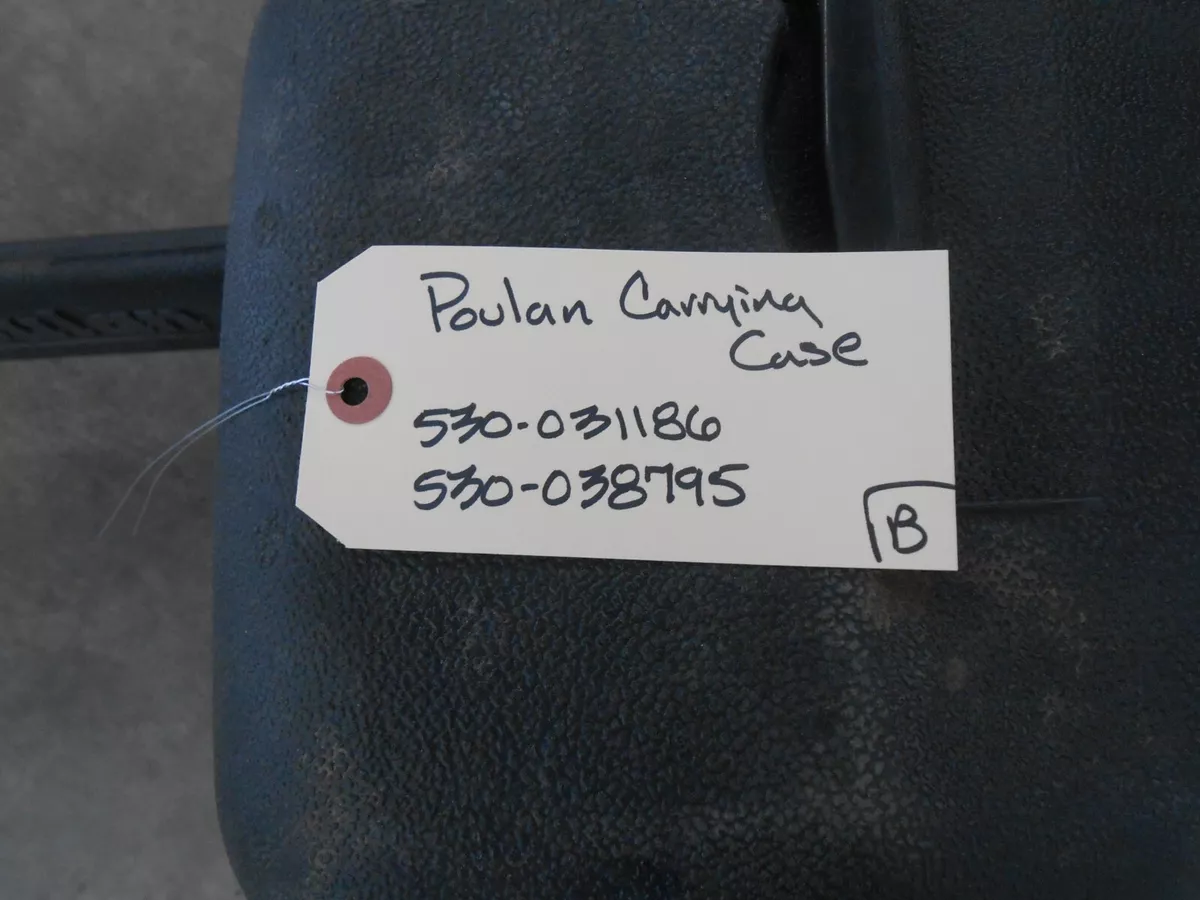 Poulan Carrying
Case
530-031186
530-038795
B